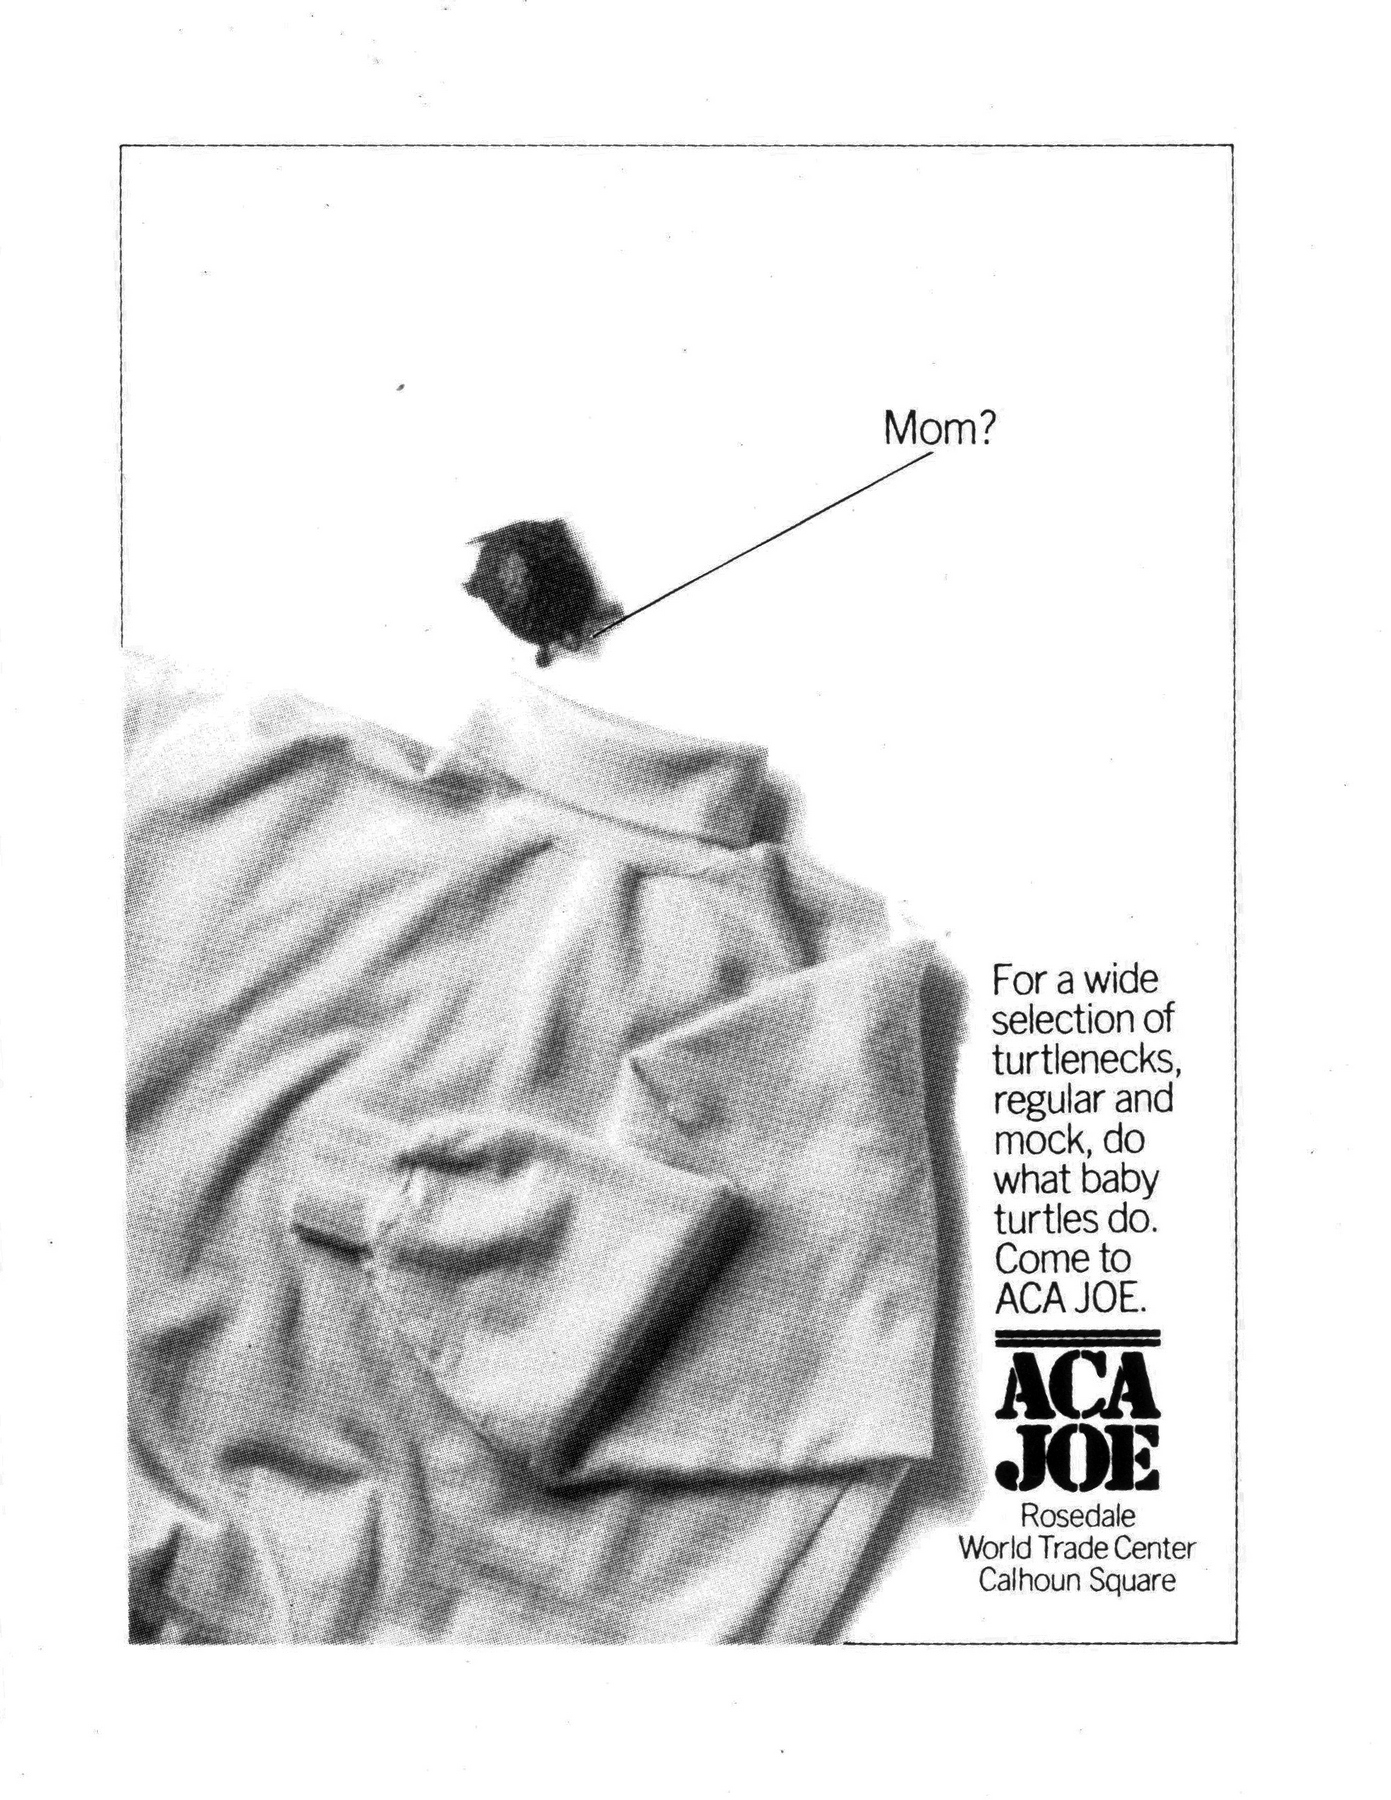 Mom?
For a wide
selection of
turtlenecks,
regular and
mock, do
what baby
turtles do.
Come to
ACA JOE.
ACA
JOE
Rosedale
World Trade Center
Calhoun Square